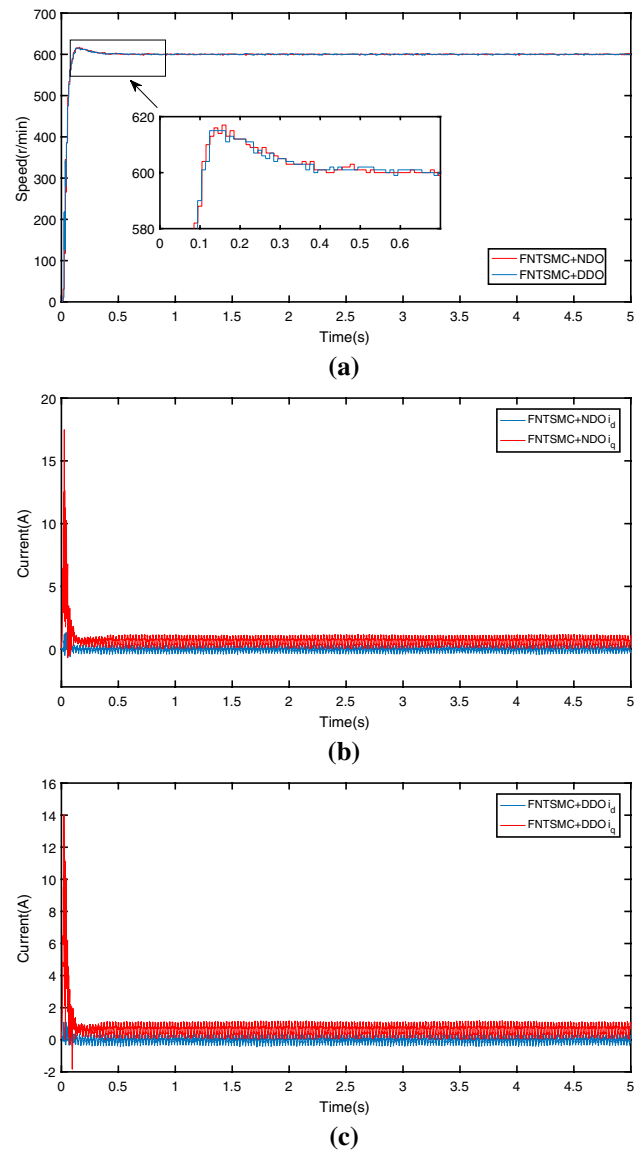 700
600
500
400
300
200
100
0
Speed(r/min)
620
600
580
0 0.1 0.2 0.3 0.4 0.5 0.6
FNTSMC+NDO
FNTSMC+DDO
0 0.5 1 1.5 2 2.5 3 3.5 4 4.5 5
Time(s)
(a)
20
15
10
5
0
Current(A)
FNTSMC+NDO i_d
FNTSMC+NDO i_q
0 0.5 1 1.5 2 2.5 3 3.5 4 4.5 5
Time(s)
(b)
16
14
12
10
8
6
4
2
0
-2
Current(A)
FNTSMC+DDO i_d
FNTSMC+DDO i_q
0 0.5 1 1.5 2 2.5 3 3.5 4 4.5 5
Time(s)
(c)